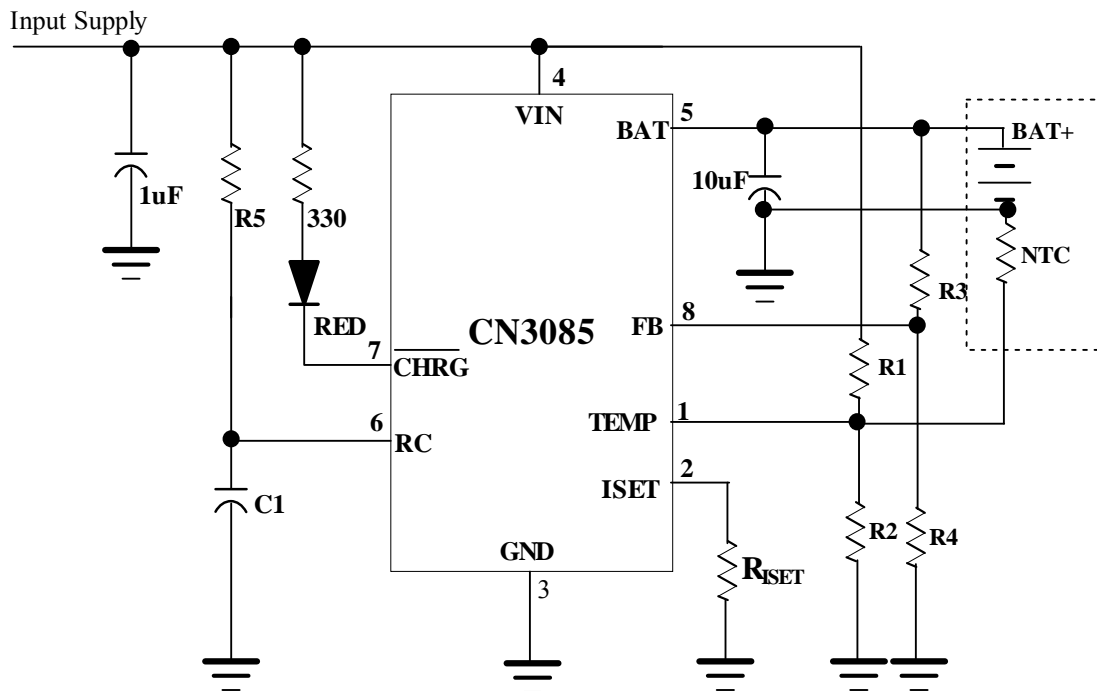 Input Supply
4
VIN
5
BAT
BAT+
1uF
R5
330
10uF
NTC
R3
RED
CN3085
8
FB
7
CHRG
R1
6
RC
1
TEMP
2
ISET
C1
R2
R4
GND
3
RISET